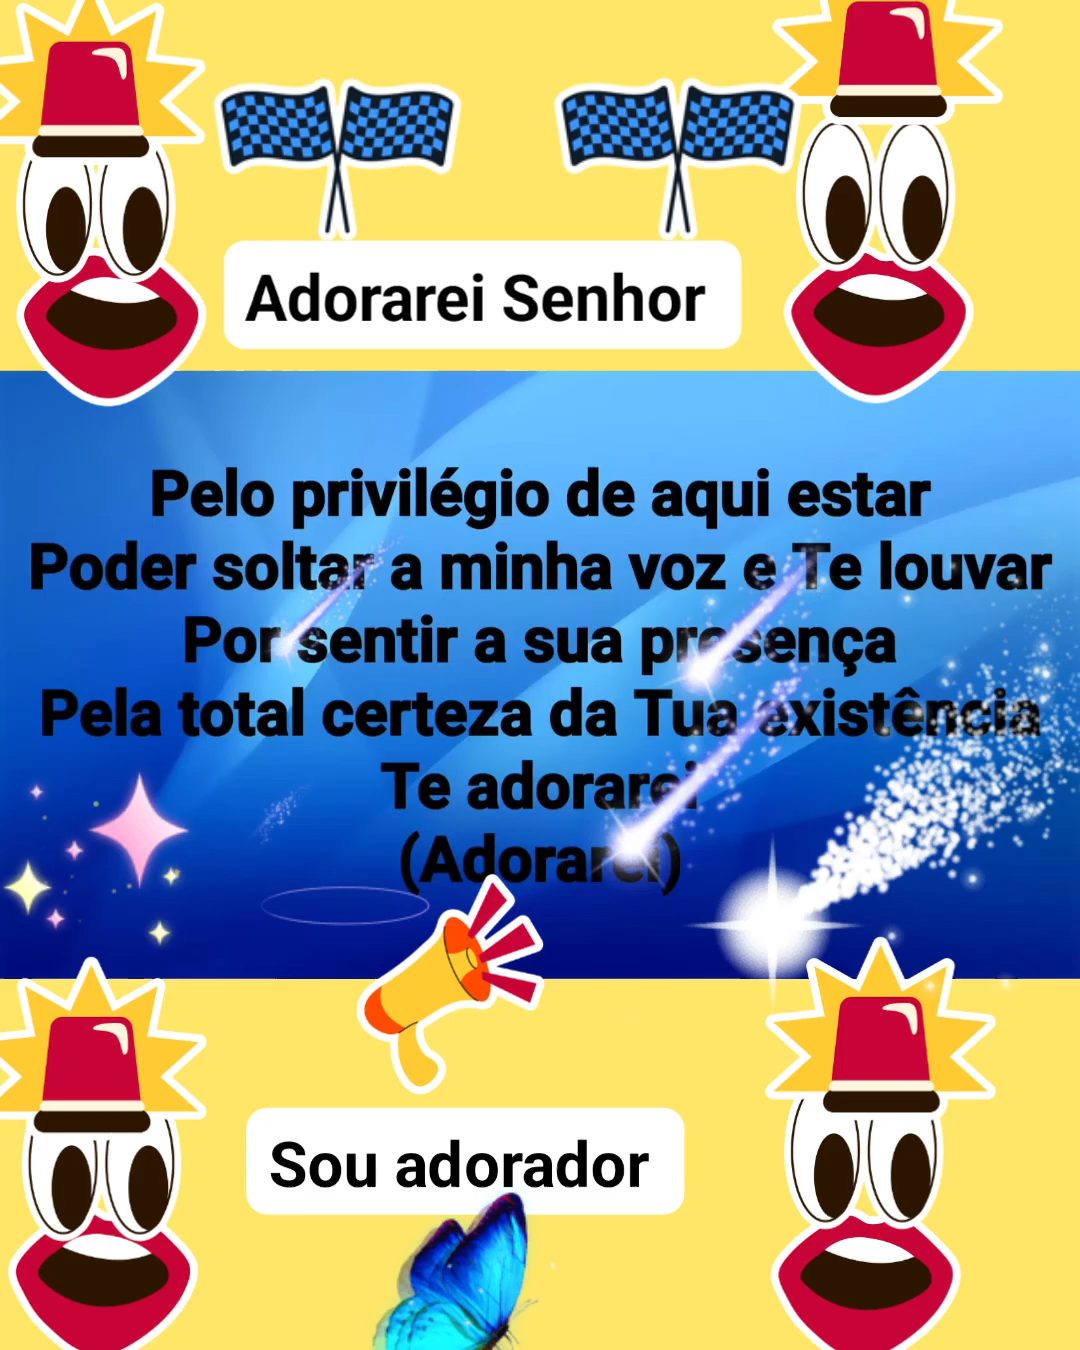 Adorarei Senhor
Pelo privilégio de aqui estar
Poder soltar a minha voz e Te louvar
Por sentir a sua presença
Pela total certeza da Tua existência
Te adorarei
(Adorarei)
Sou adorador